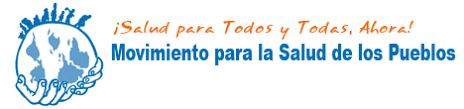 ¡Salud para Todos y Todas, Ahora!
Movimiento para la Salud de los Pueblos